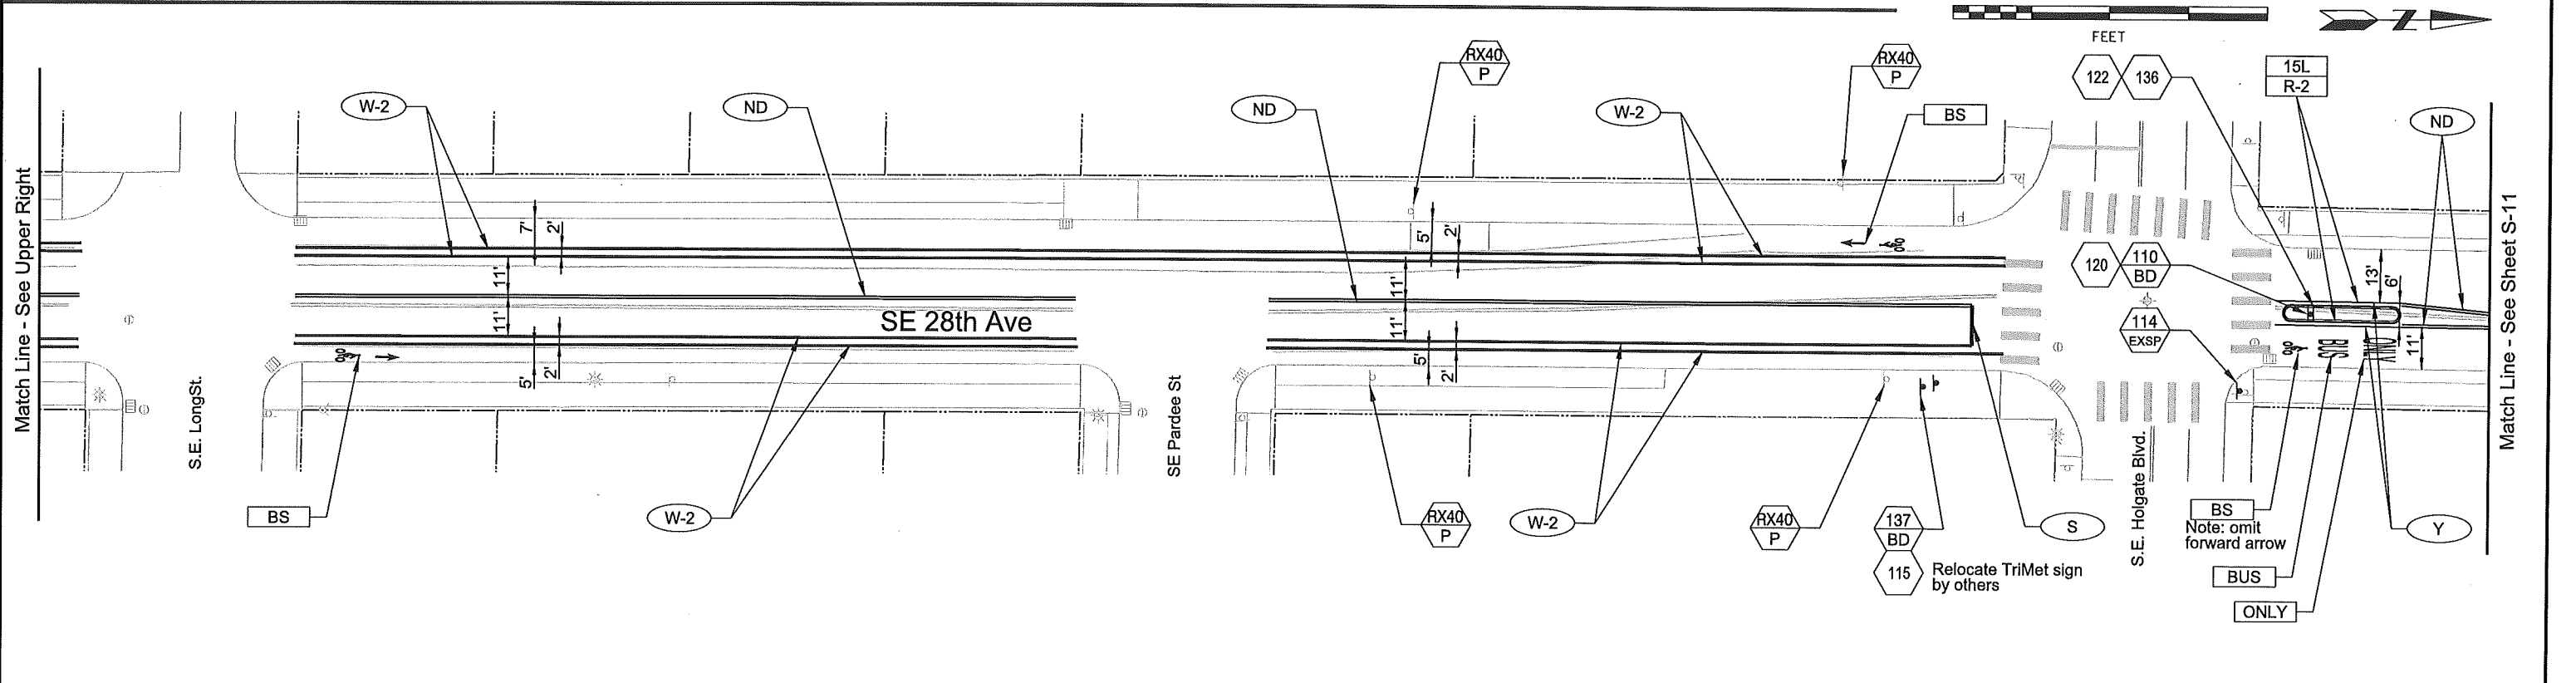 FEET
Z
RX40
P
RX40
P
122
136
15L
R-2
W-2
ND
ND
W-2
BS
ND
Match Line - See Upper Right
7'
2'
5'
2'
120
110
BD
13'
6'
11'
11'
SE 28th Ave
11'
11'
114
EXSP
BUS
ONLY
11'
5'
2'
5'
2'
Match Line - See Sheet S-11
S.E. LongSt.
SE Pardee St
S.E. Holgate Blvd.
BS
W-2
RX40
P
W-2
RX40
P
137
BD
115
Relocate TriMet sign
by others
S
BS
Note: omit
forward arrow
Y
BUS
ONLY